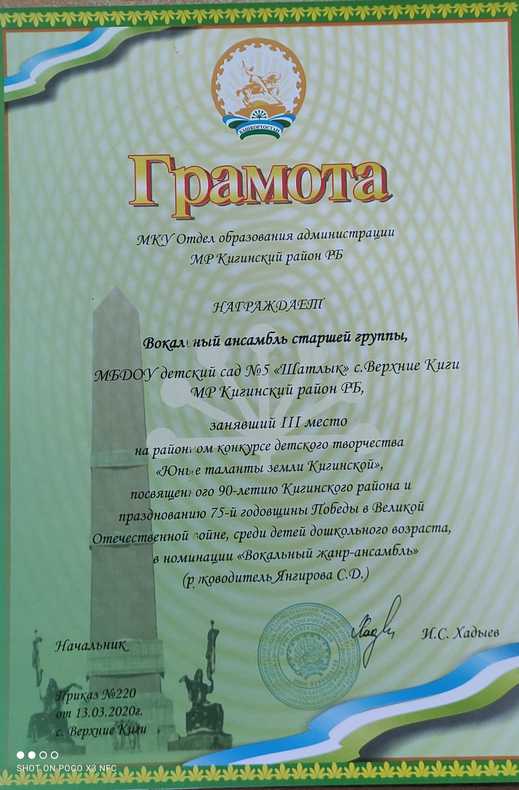 БАШКОРТОСТАН
Грамота
МКУ Отдел образования администрации
МР Кигинский район РБ
НАГРАЖДАЕТ
Вокальный ансамбль старшей группы,
МБДОУ детский сад №5 «Шатлык» с.Верхние Киги
МР Кигинский район РБ,
занявший III место
на районном конкурсе детского творчества
«Юные таланты земли Кигинской»,
посвященного 90-летию Кигинского района и
празднованию 75-й годовщины Победы в Великой
Отечественной войне, среди детей дошкольного возраста,
в номинации «Вокальный жанр-ансамбль»
(руководитель Янгирова С.Д.)
Начальник
И.С. Хадыев
Приказ №220
от 13.03.2020г.
с. Верхние Киги
SHOT ON POCO X3 NFC